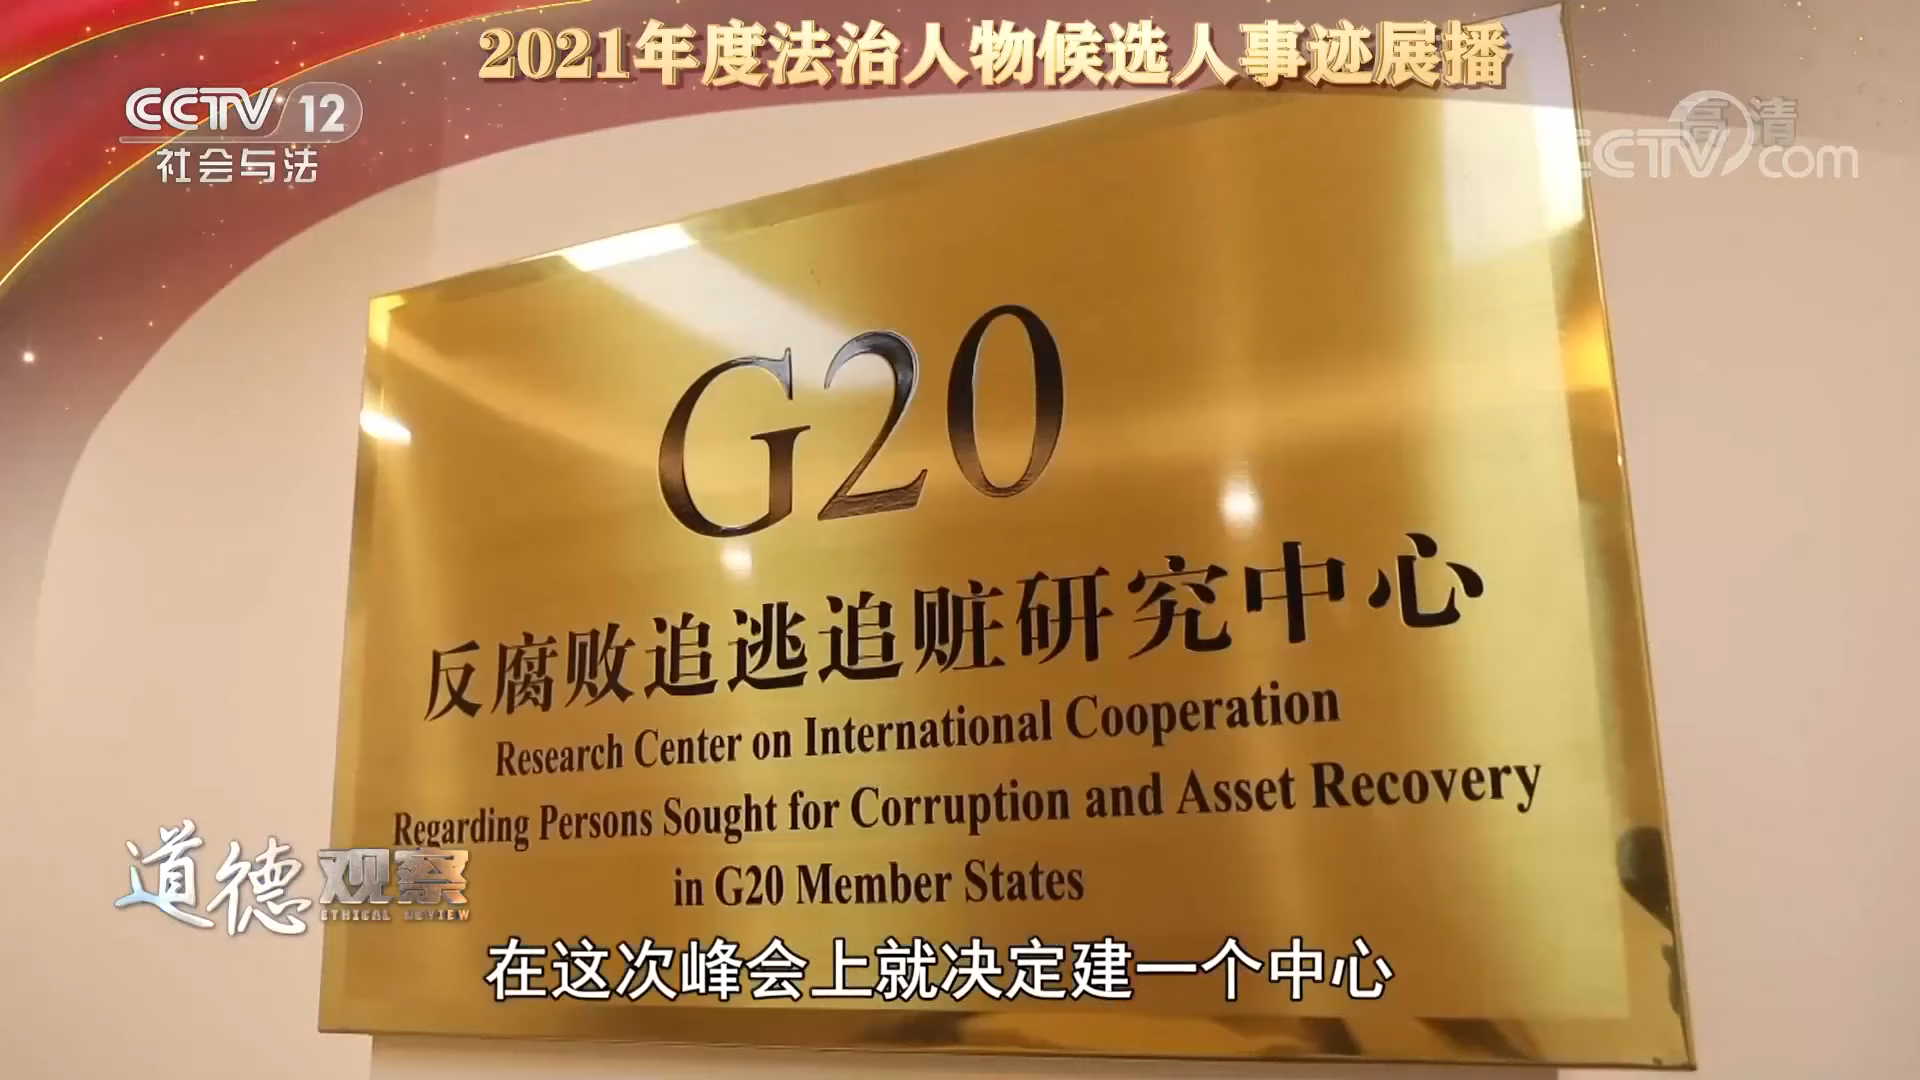 2021年度法治人物候选人事迹展播
CCTV 12
社会与法
高清
CCTV.com
G20
反腐败追逃追赃研究中心
Research Center on International Cooperation
Regarding Persons Sought for Corruption and Asset Recovery
in G20 Member States
道德观察
ETHICAL REVIEW
在这次峰会上就决定建一个中心